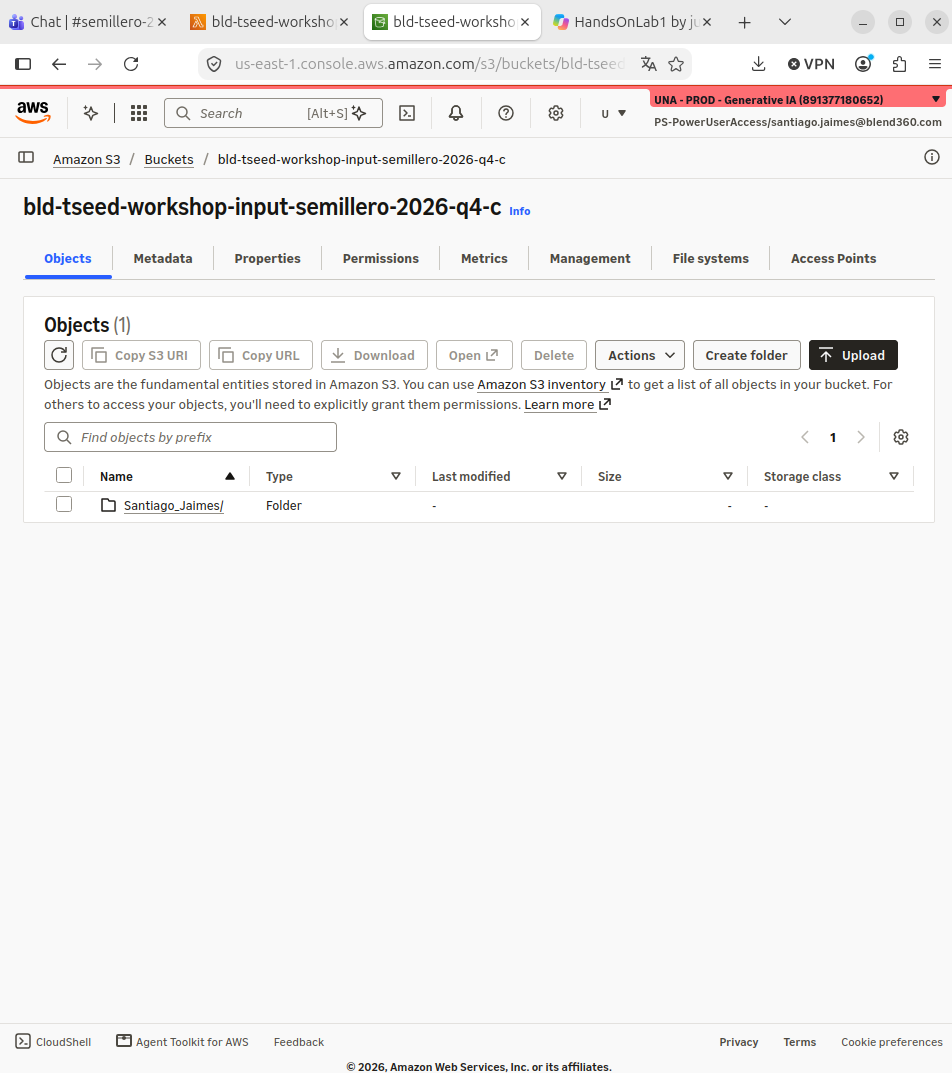 Chat | #semillero-2
bld-tseed-worksho
bld-tseed-worksho
HandsOnLab1 by ju
us-east-1.console.aws.amazon.com/s3/buckets/bld-tseed
VPN
aws
Search [Alt+S]
U
UNA - PROD - Generative IA (891377180652)
PS-PowerUserAccess/santiago.jaimes@blend360.com
Amazon S3 / Buckets / bld-tseed-workshop-input-semillero-2026-q4-c
bld-tseed-workshop-input-semillero-2026-q4-c Info
Objects Metadata Properties Permissions Metrics Management File systems Access Points
Objects (1)
Copy S3 URI Copy URL Download Open Delete Actions Create folder Upload
Objects are the fundamental entities stored in Amazon S3. You can use Amazon S3 inventory to get a list of all objects in your bucket. For
others to access your objects, you'll need to explicitly grant them permissions. Learn more
Find objects by prefix
1
Name Type Last modified Size Storage class
Santiago_Jaimes/ Folder - - -
CloudShell Agent Toolkit for AWS Feedback Privacy Terms Cookie preferences
© 2026, Amazon Web Services, Inc. or its affiliates.